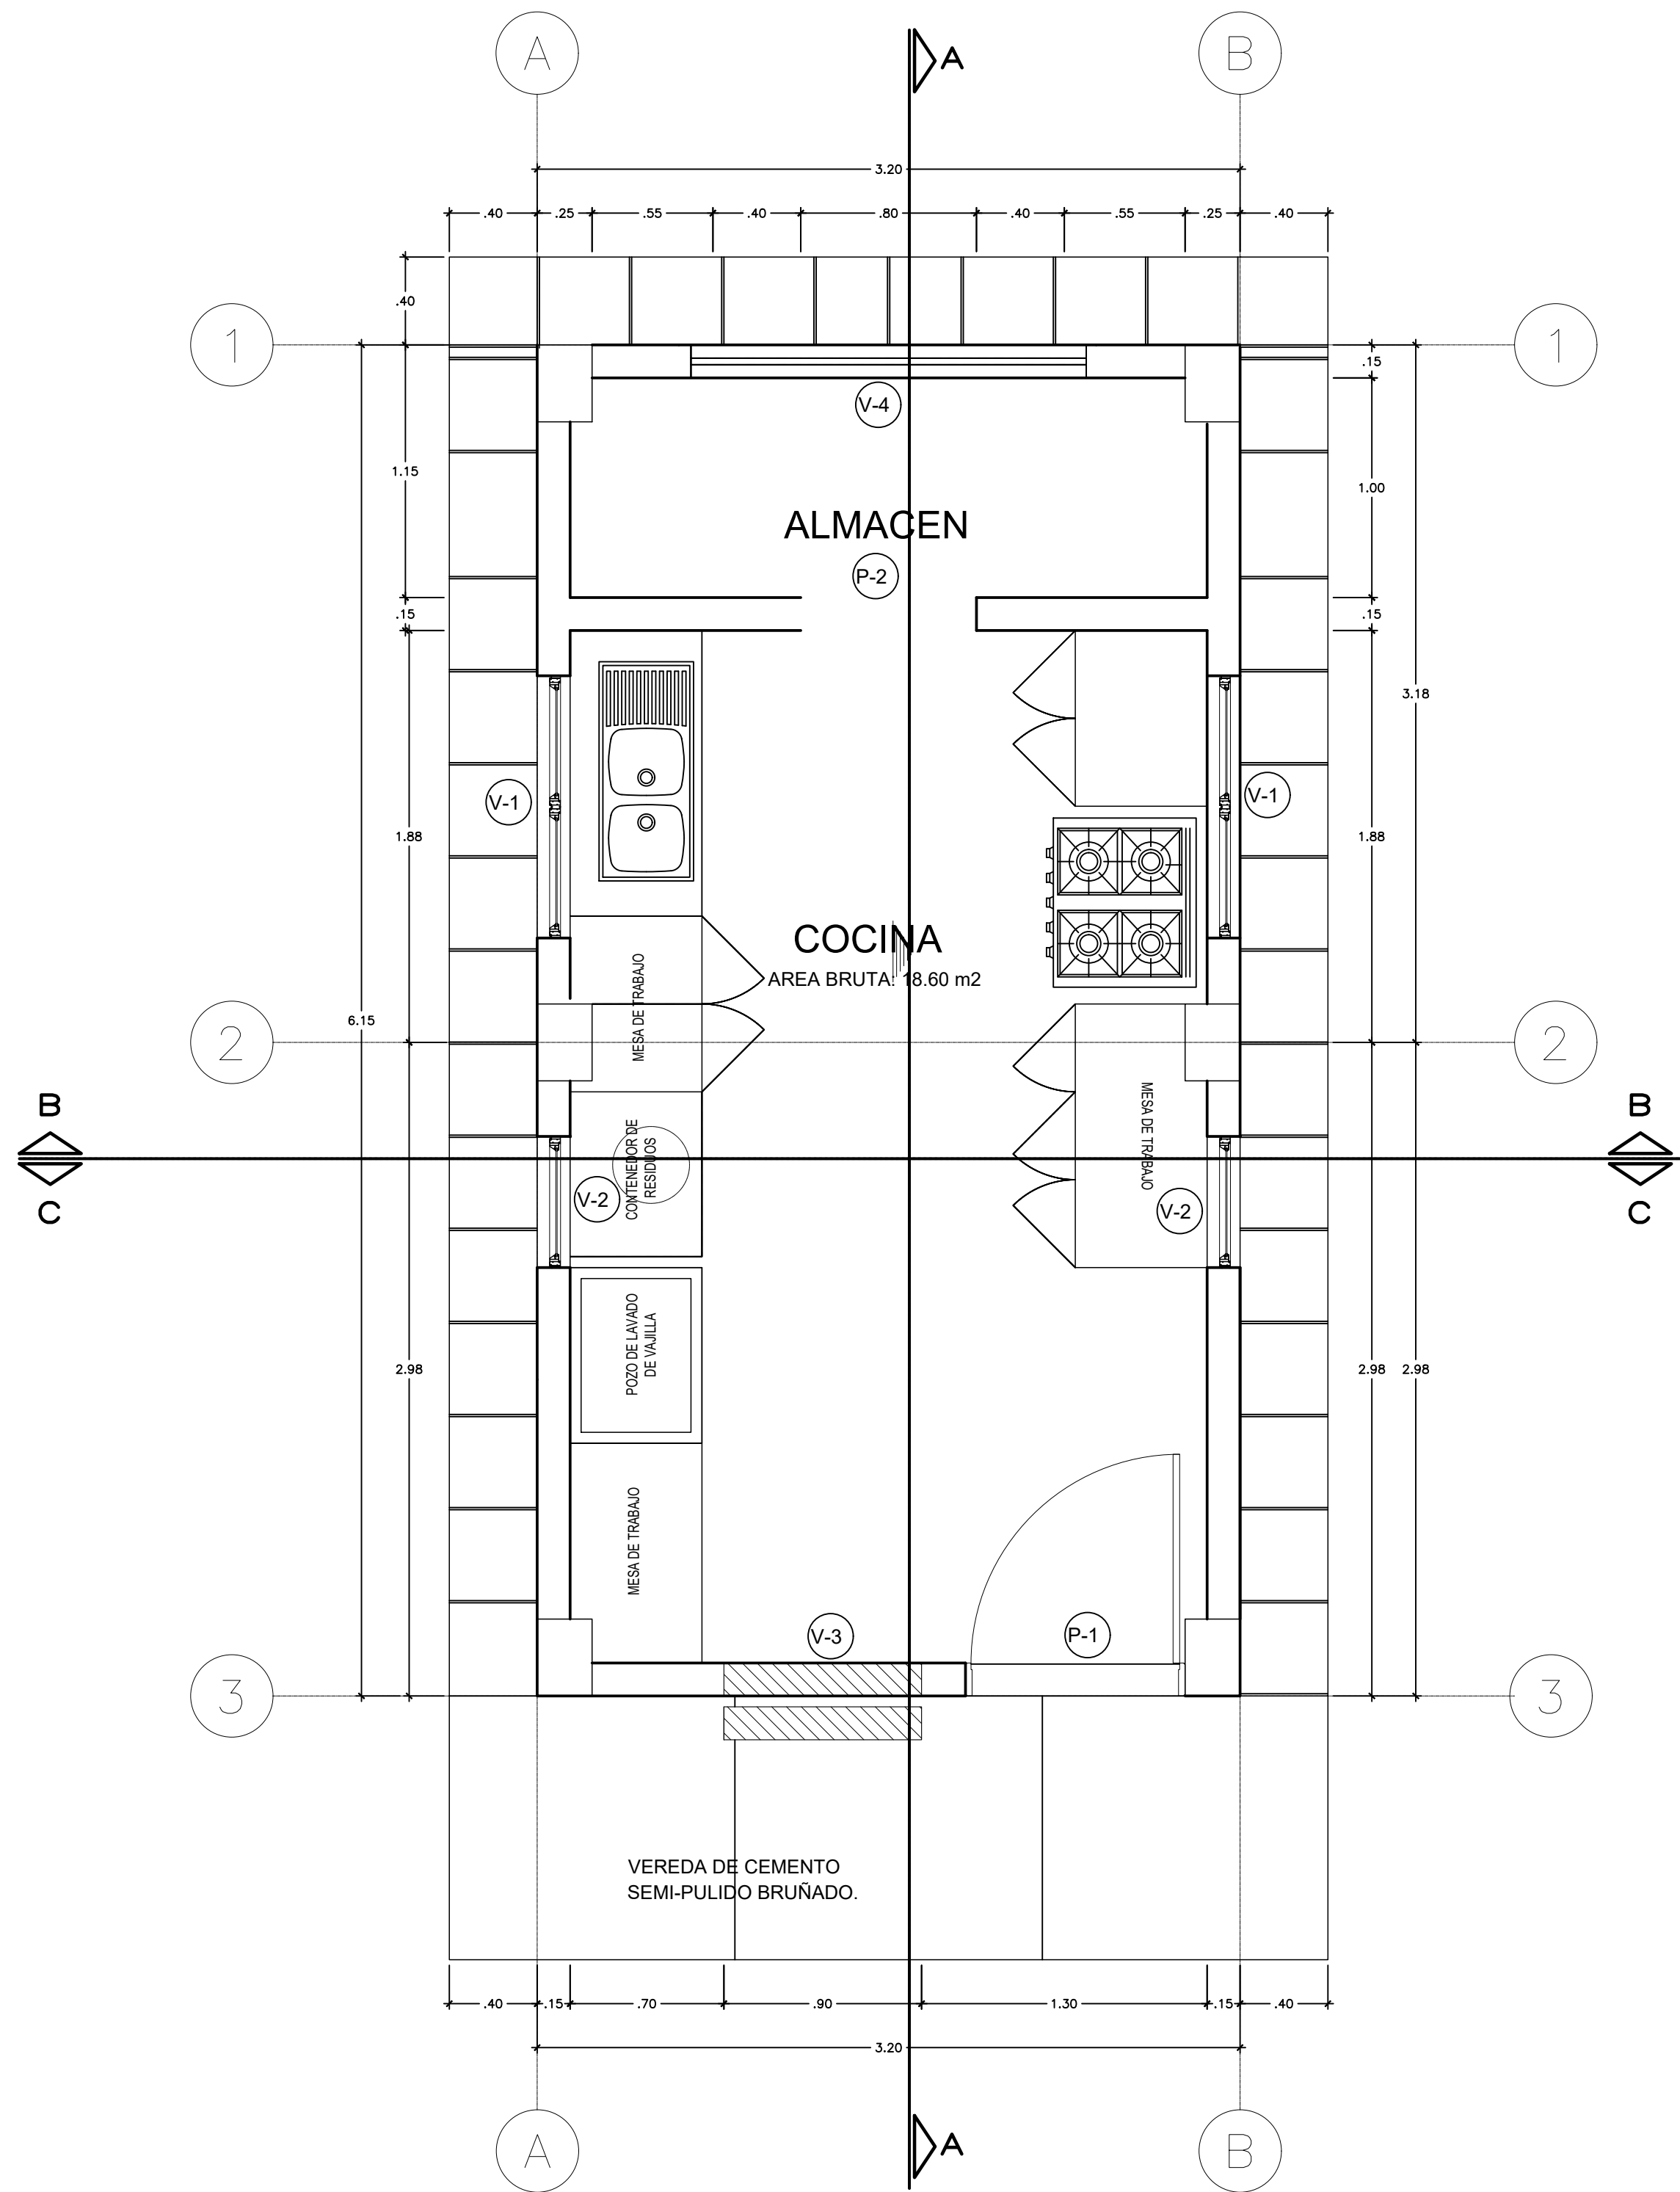 A
B
A
3.20
.40
.25
.55
.40
.80
.40
.55
.25
.40
.40
1
1
.15
V-4
1.15
1.00
ALMACEN
P-2
.15
.15
3.18
V-1
V-1
1.88
1.88
COCINA
AREA BRUTA: 18.60 m2
MESA DE TRABAJO
6.15
2
2
B
B
MESA DE TRABAJO
CONTENEDOR DE
RESIDUOS
V-2
V-2
C
C
POZO DE LAVADO
DE VAJILLA
2.98
2.98
2.98
MESA DE TRABAJO
V-3
P-1
3
3
VEREDA DE CEMENTO
SEMI-PULIDO BRUÑADO.
.40
.15
.70
.90
1.30
.15
.40
3.20
A
A
B